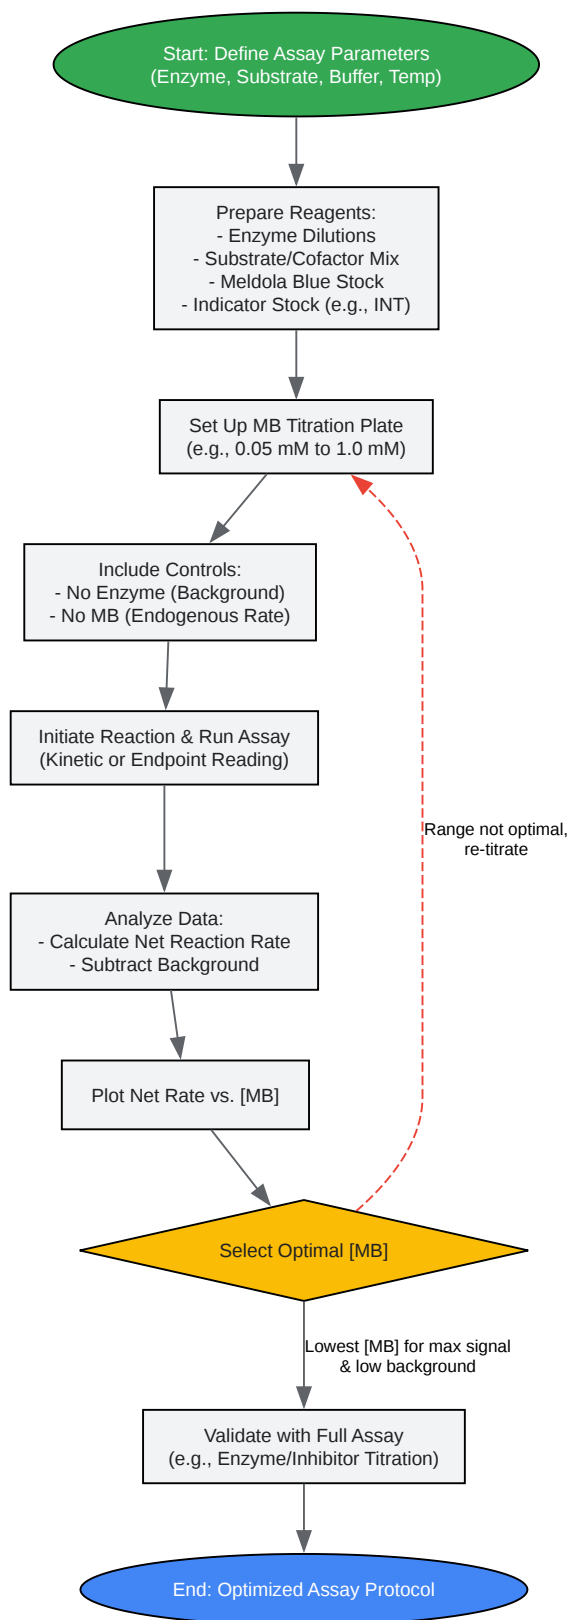 Start: Define Assay Parameters
(Enzyme, Substrate, Buffer, Temp)
Prepare Reagents:
- Enzyme Dilutions
- Substrate/Cofactor Mix
- Meldola Blue Stock
- Indicator Stock (e.g., INT)
Set Up MB Titration Plate
(e.g., 0.05 mM to 1.0 mM)
Include Controls:
- No Enzyme (Background)
- No MB (Endogenous Rate)
Initiate Reaction & Run Assay
(Kinetic or Endpoint Reading)
Range not optimal,
re-titrate
Analyze Data:
- Calculate Net Reaction Rate
- Subtract Background
Plot Net Rate vs. [MB]
Select Optimal [MB]
Lowest [MB] for max signal
& low background
Validate with Full Assay
(e.g., Enzyme/Inhibitor Titration)
End: Optimized Assay Protocol